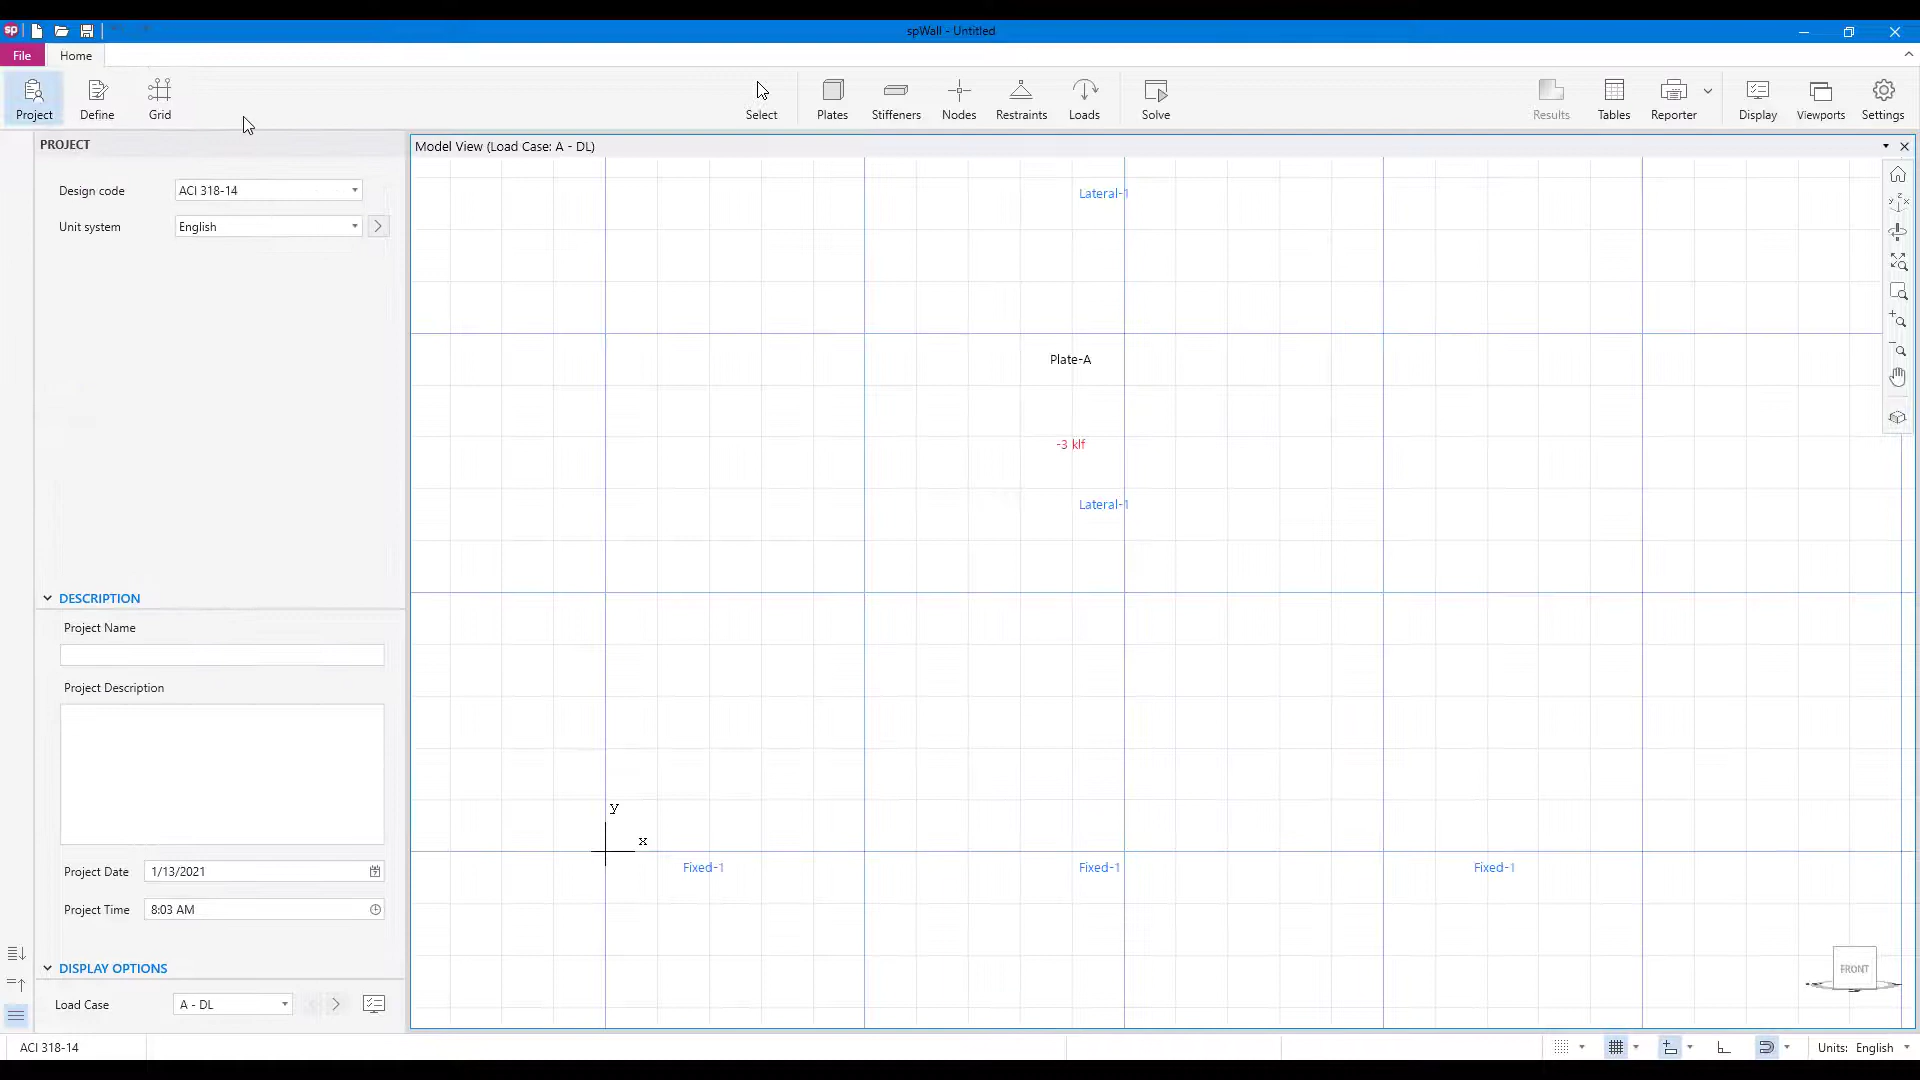 sp
spWall - Untitled
File
Home
Project
Define
Grid
Select
Plates
Stiffeners
Nodes
Restraints
Loads
Solve
Results
Tables
Reporter
Display
Viewports
Settings
PROJECT
Design code
ACI 318-14
Unit system
English
DESCRIPTION
Project Name
Project Description
Project Date
1/13/2021
Project Time
8:03 AM
DISPLAY OPTIONS
Load Case
A - DL
Model View (Load Case: A - DL)
Lateral-1
Plate-A
-3 klf
Lateral-1
y
x
Fixed-1
Fixed-1
Fixed-1
FRONT
ACI 318-14
Units: English